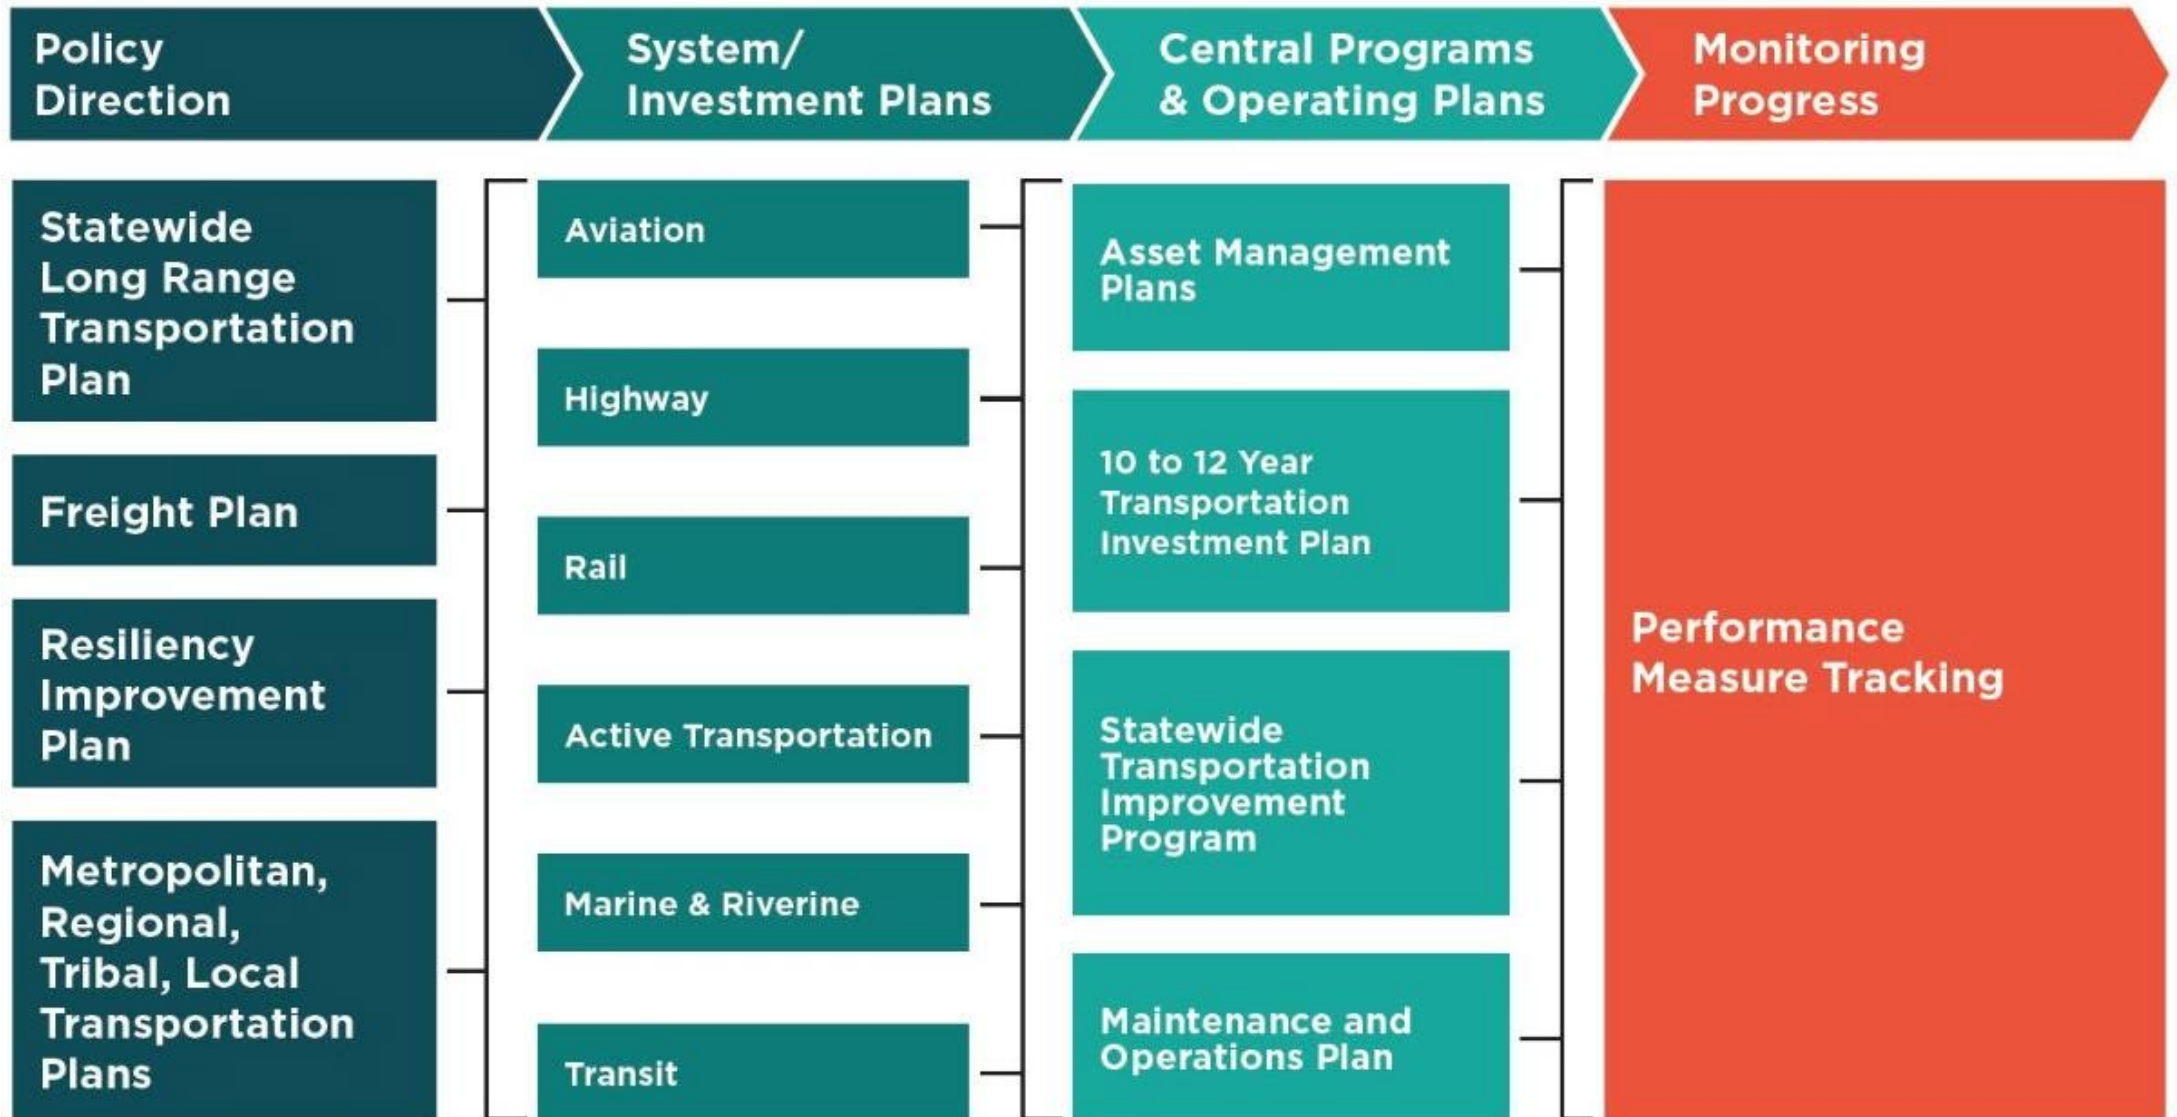 Policy
Direction
System/
Investment Plans
Central Programs
& Operating Plans
Monitoring
Progress
Statewide
Long Range
Transportation
Plan
Freight Plan
Resiliency
Improvement
Plan
Metropolitan,
Regional,
Tribal, Local
Transportation
Plans
Aviation
Highway
Rail
Active Transportation
Marine & Riverine
Transit
Asset Management
Plans
10 to 12 Year
Transportation
Investment Plan
Statewide
Transportation
Improvement
Program
Maintenance and
Operations Plan
Performance
Measure Tracking